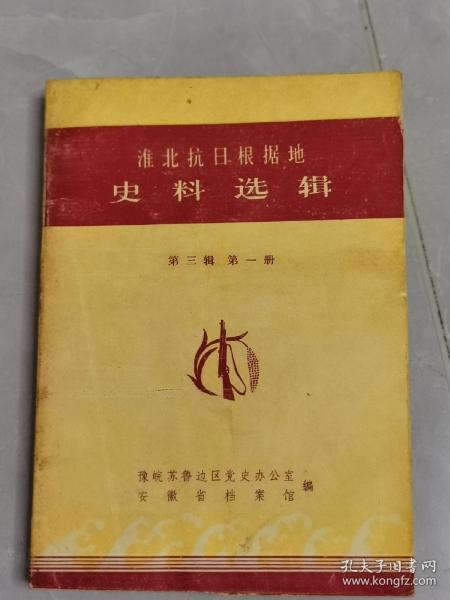 淮北抗日根据地
史料选辑
第三辑 第一册
豫皖苏鲁边区党史办公室
安徽省档案馆
编
孔夫子旧书网
www.kongfz.com